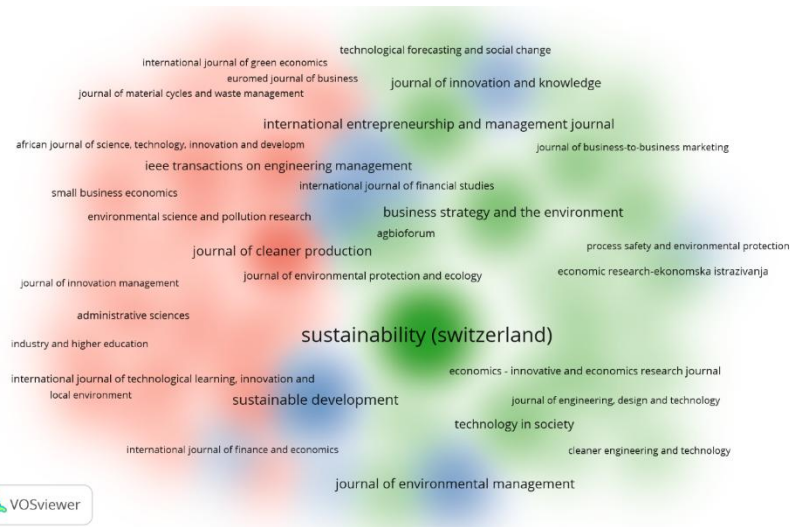 technological forecasting and social change
international journal of green economics
euromed journal of business
journal of innovation and knowledge
journal of material cycles and waste management
international entrepreneurship and management journal
african journal of science, technology, innovation and developm
journal of business-to-business marketing
ieee transactions on engineering management
international journal of financial studies
small business economics
environmental science and pollution research
business strategy and the environment
agbioforum
process safety and environmental protection
journal of cleaner production
economic research-ekonomska istrazivanja
journal of environmental protection and ecology
journal of innovation management
administrative sciences
sustainability (switzerland)
industry and higher education
economics - innovative and economics research journal
international journal of technological learning, innovation and
local environment
sustainable development
journal of engineering, design and technology
technology in society
international journal of finance and economics
cleaner engineering and technology
journal of environmental management
VOSviewer